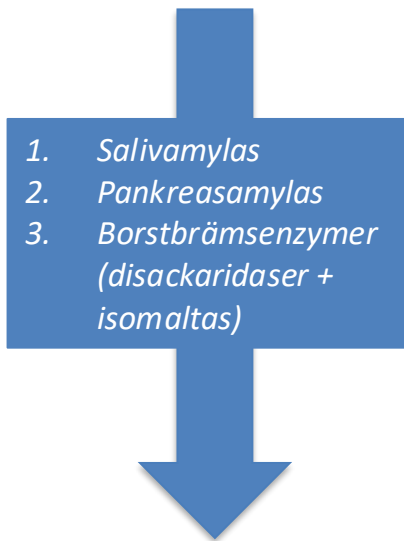 1. Salivamylas
2. Pankreasamylas
3. Borstbrämsenzymer
(disackaridaser +
isomaltas)